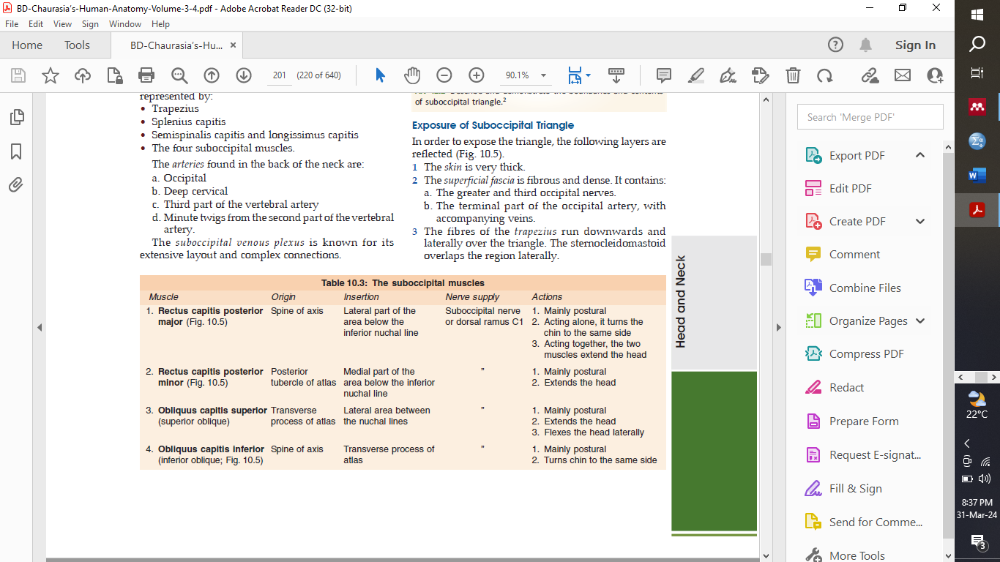 BD-Chaurasia's-Human-Anatomy-Volume-3-4.pdf - Adobe Acrobat Reader DC (32-bit)
File Edit View Sign Window Help
Home Tools BD-Chaurasia's-Hu... ×
Sign In
201 (220 of 640) 90.1%
represented by:
• Trapezius
• Splenius capitis
• Semispinalis capitis and longissimus capitis
• The four suboccipital muscles.
The arteries found in the back of the neck are:
a. Occipital
b. Deep cervical
c. Third part of the vertebral artery
d. Minute twigs from the second part of the vertebral
artery.
The suboccipital venous plexus is known for its
extensive layout and complex connections.
of suboccipital triangle.²
Exposure of Suboccipital Triangle
In order to expose the triangle, the following layers are
reflected (Fig. 10.5).
1 The skin is very thick.
2 The superficial fascia is fibrous and dense. It contains:
a. The greater and third occipital nerves.
b. The terminal part of the occipital artery, with
accompanying veins.
3 The fibres of the trapezius run downwards and
laterally over the triangle. The sternocleidomastoid
overlaps the region laterally.
Table 10.3: The suboccipital muscles
Muscle Origin Insertion Nerve supply Actions
1. Rectus capitis posterior Spine of axis Lateral part of the Suboccipital nerve 1. Mainly postural
major (Fig. 10.5) area below the or dorsal ramus C1 2. Acting alone, it turns the
inferior nuchal line chin to the same side
3. Acting together, the two
muscles extend the head
2. Rectus capitis posterior Posterior Medial part of the ” 1. Mainly postural
minor (Fig. 10.5) tubercle of atlas area below the inferior 2. Extends the head
nuchal line
3. Obliquus capitis superior Transverse Lateral area between ” 1. Mainly postural
(superior oblique) process of atlas the nuchal lines 2. Extends the head
3. Flexes the head laterally
4. Obliquus capitis inferior Spine of axis Transverse process of ” 1. Mainly postural
(inferior oblique; Fig. 10.5) atlas 2. Turns chin to the same side
Head and Neck
Search 'Merge PDF'
Export PDF
Edit PDF
Create PDF
Comment
Combine Files
Organize Pages
Compress PDF
Redact
Prepare Form
Request E-signat...
Fill & Sign
Send for Comme...
More Tools
22°C
8:37 PM
31-Mar-24
3